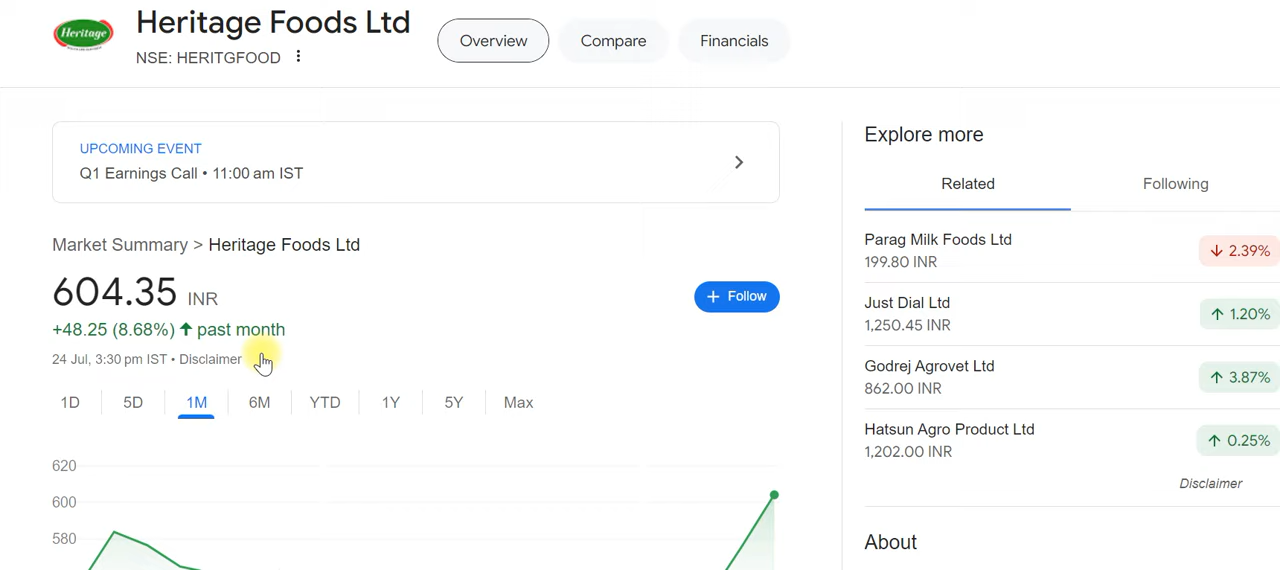 Heritage
Heritage Foods Ltd
NSE: HERITGFOOD
Overview
Compare
Financials
UPCOMING EVENT
Q1 Earnings Call • 11:00 am IST
Market Summary > Heritage Foods Ltd
604.35 INR
+ Follow
+48.25 (8.68%) ↑ past month
24 Jul, 3:30 pm IST • Disclaimer
1D 5D 1M 6M YTD 1Y 5Y Max
620
600
580
Explore more
Related Following
Parag Milk Foods Ltd
199.80 INR
↓ 2.39%
Just Dial Ltd
1,250.45 INR
↑ 1.20%
Godrej Agrovet Ltd
862.00 INR
↑ 3.87%
Hatsun Agro Product Ltd
1,202.00 INR
↑ 0.25%
Disclaimer
About